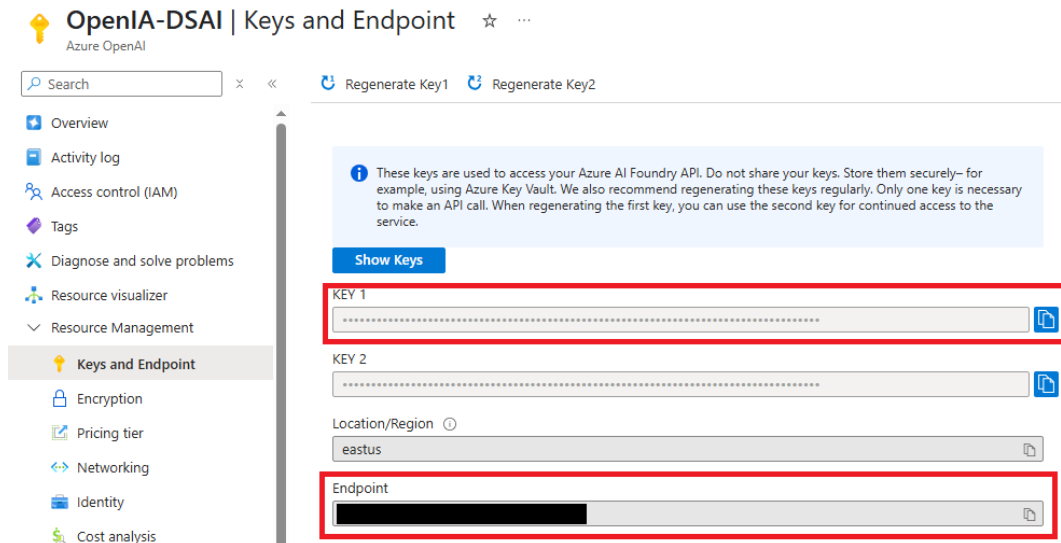 OpenIA-DSAI | Keys and Endpoint
Azure OpenAI
Search
Overview
Activity log
Access control (IAM)
Tags
Diagnose and solve problems
Resource visualizer
Resource Management
Keys and Endpoint
Encryption
Pricing tier
Networking
Identity
Cost analysis
Regenerate Key1 Regenerate Key2
These keys are used to access your Azure AI Foundry API. Do not share your keys. Store them securely– for
example, using Azure Key Vault. We also recommend regenerating these keys regularly. Only one key is necessary
to make an API call. When regenerating the first key, you can use the second key for continued access to the
service.
Show Keys
KEY 1
KEY 2
Location/Region
eastus
Endpoint